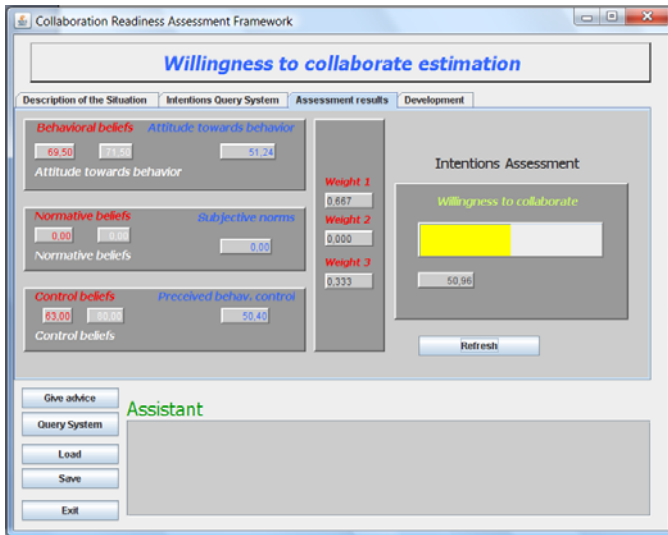 Collaboration Readiness Assessment Framework
Willingness to collaborate estimation
Description of the Situation Intentions Query System Assessment results Development
Behavioral beliefs Attitude towards behavior
69,50 71,50 51,24
Attitude towards behavior
Normative beliefs Subjective norms
0,00 0,00 0,00
Normative beliefs
Control beliefs Preceived behav. control
63,00 80,00 50,40
Control beliefs
Weight 1
0,667
Weight 2
0,000
Weight 3
0,333
Intentions Assessment
Willingness to collaborate
50,96
Refresh
Give advice
Query System
Load
Save
Exit
Assistant